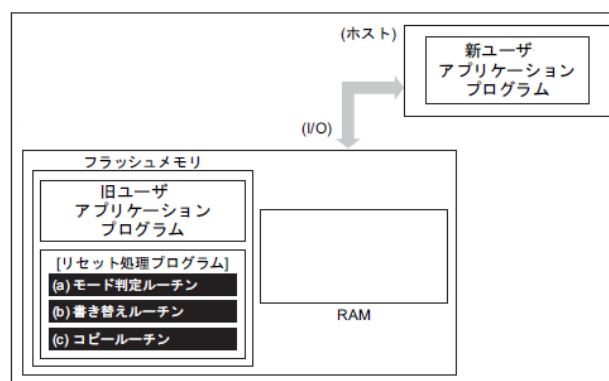 (ホスト)
新ユーザ
アプリケーション
プログラム
(I/O)
フラッシュメモリ
旧ユーザ
アプリケーション
プログラム
[リセット処理プログラム]
(a) モード判定ルーチン
(b) 書き替えルーチン
(c) コピールーチン
RAM